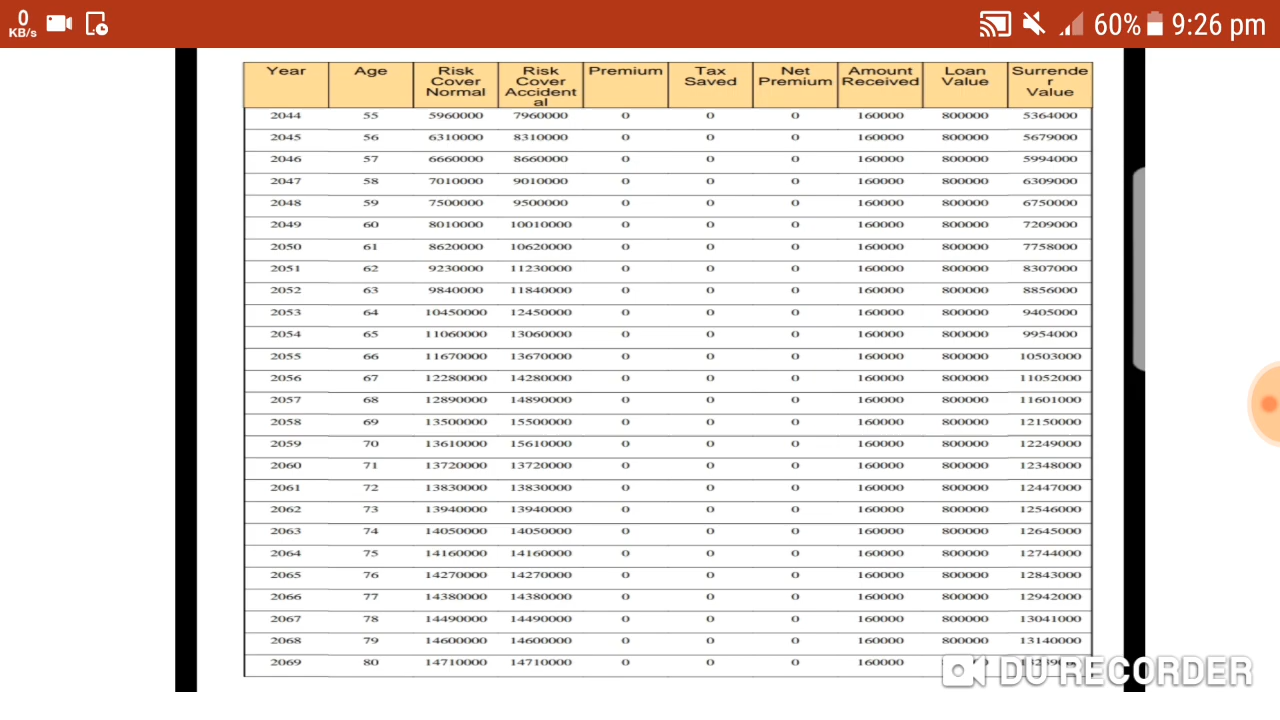 0
KB/s
60% 9:26 pm
Year Age Risk Cover Normal Risk Cover Accident al Premium Tax Saved Net Premium Amount Received Loan Value Surrende r Value
2044 55 5960000 7960000 0 0 0 160000 800000 5364000
2045 56 6310000 8310000 0 0 0 160000 800000 5679000
2046 57 6660000 8660000 0 0 0 160000 800000 5994000
2047 58 7010000 9010000 0 0 0 160000 800000 6309000
2048 59 7500000 9500000 0 0 0 160000 800000 6750000
2049 60 8010000 10010000 0 0 0 160000 800000 7209000
2050 61 8620000 10620000 0 0 0 160000 800000 7758000
2051 62 9230000 11230000 0 0 0 160000 800000 8307000
2052 63 9840000 11840000 0 0 0 160000 800000 8856000
2053 64 10450000 12450000 0 0 0 160000 800000 9405000
2054 65 11060000 13060000 0 0 0 160000 800000 9954000
2055 66 11670000 13670000 0 0 0 160000 800000 10503000
2056 67 12280000 14280000 0 0 0 160000 800000 11052000
2057 68 12890000 14890000 0 0 0 160000 800000 11601000
2058 69 13500000 15500000 0 0 0 160000 800000 12150000
2059 70 13610000 15610000 0 0 0 160000 800000 12249000
2060 71 13720000 13720000 0 0 0 160000 800000 12348000
2061 72 13830000 13830000 0 0 0 160000 800000 12447000
2062 73 13940000 13940000 0 0 0 160000 800000 12546000
2063 74 14050000 14050000 0 0 0 160000 800000 12645000
2064 75 14160000 14160000 0 0 0 160000 800000 12744000
2065 76 14270000 14270000 0 0 0 160000 800000 12843000
2066 77 14380000 14380000 0 0 0 160000 800000 12942000
2067 78 14490000 14490000 0 0 0 160000 800000 13041000
2068 79 14600000 14600000 0 0 0 160000 800000 13140000
2069 80 14710000 14710000 0 0 0 160000
DU RECORDER